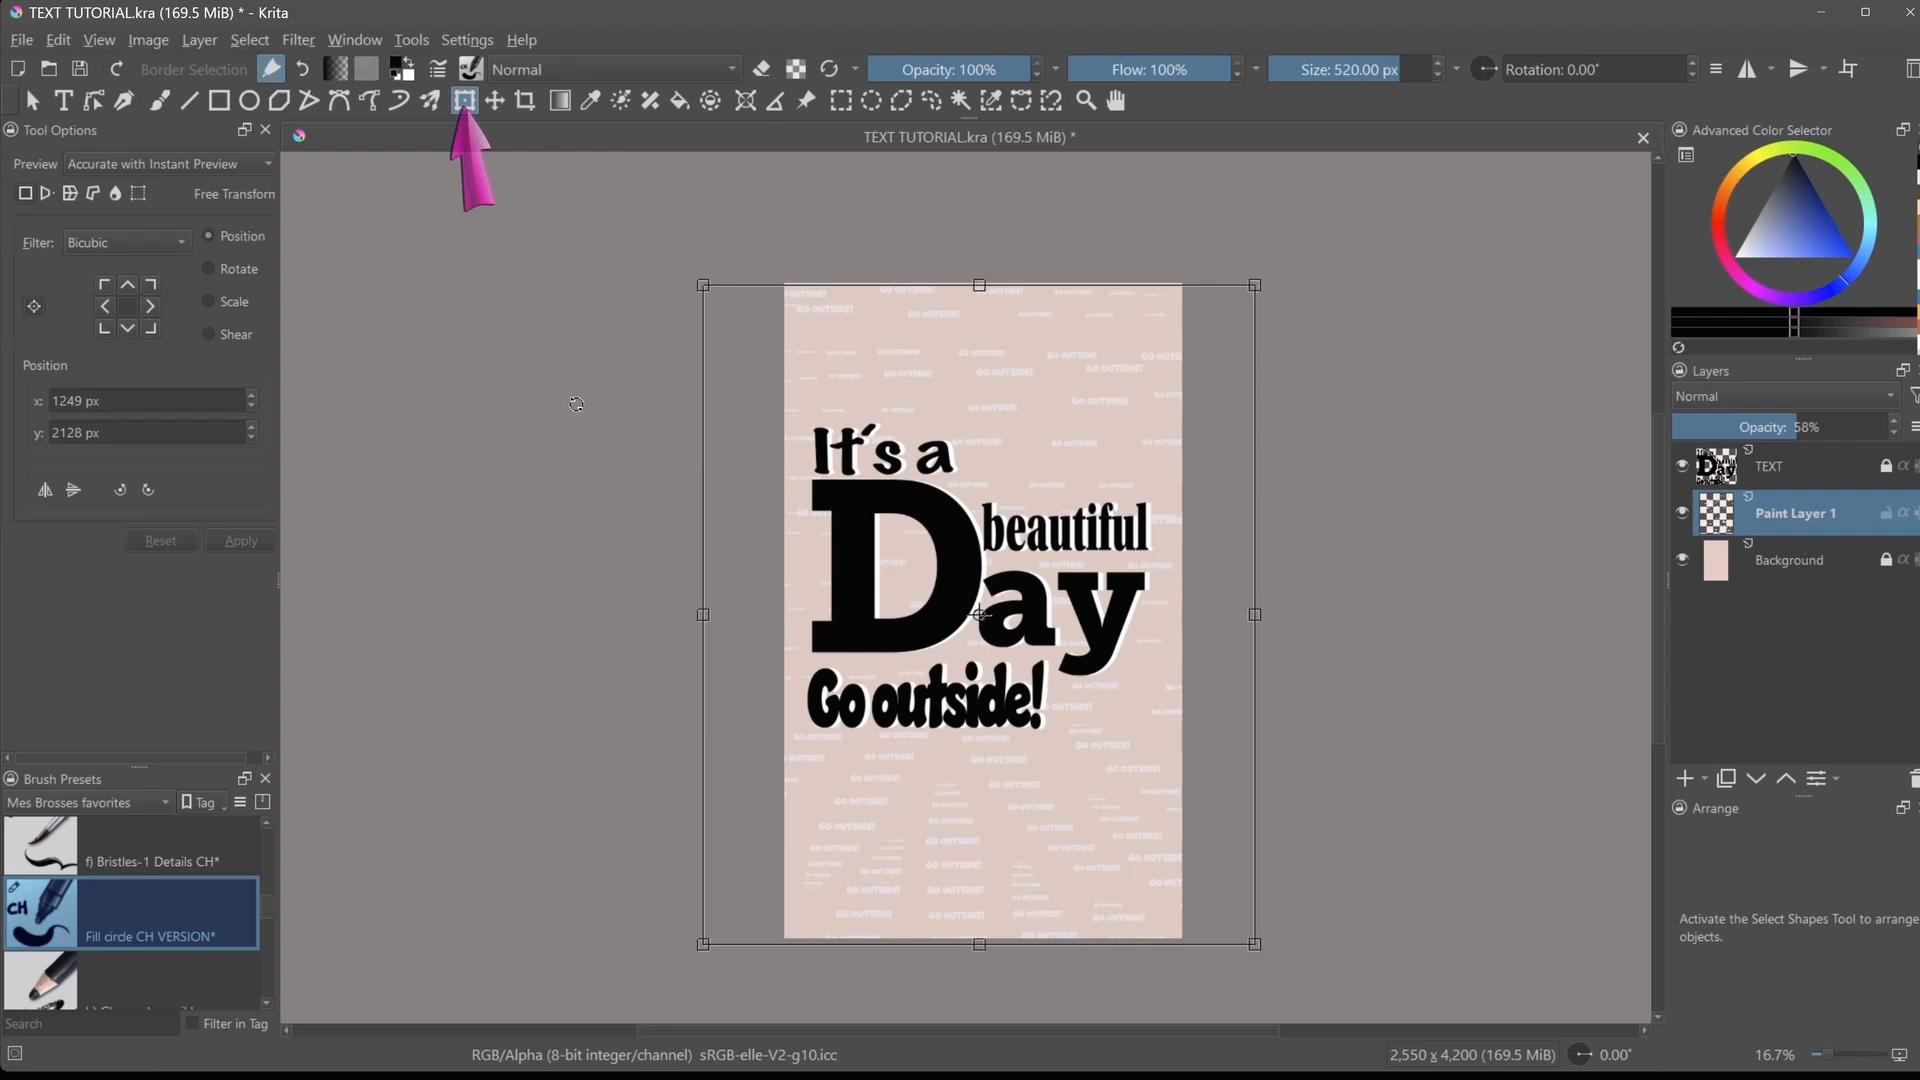 TEXT TUTORIAL.kra (169.5 MiB) * - Krita
File Edit View Image Layer Select Filter Window Tools Settings Help
Border Selection Normal Opacity: 100% Flow: 100% Size: 520.00 px Rotation: 0.00°
Tool Options
TEXT TUTORIAL.kra (169.5 MiB) *
Advanced Color Selector
Preview Accurate with Instant Preview
Free Transform
Filter: Bicubic
Position
Rotate
Scale
Shear
Position
x: 1249 px
y: 2128 px
Reset Apply
It's a
beautiful
Day
Go outside!
GO OUTSIDE!
Layers
Normal
Opacity: 58%
TEXT
Paint Layer 1
Background
Arrange
Activate the Select Shapes Tool to arrange
objects.
Brush Presets
Mes Brosses favorites Tag
f) Bristles-1 Details CH*
CH
Fill circle CH VERSION*
Search Filter in Tag
RGB/Alpha (8-bit integer/channel) sRGB-elle-V2-g10.icc
2,550 x 4,200 (169.5 MiB) 0.00° 16.7%